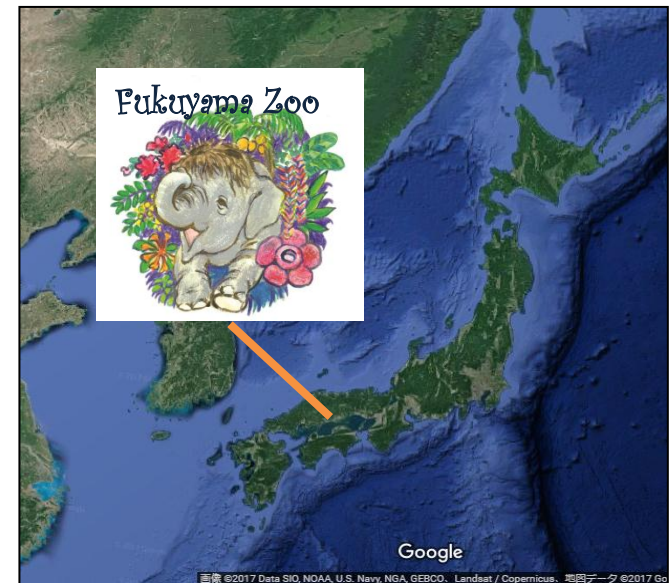 Fukuyama Zoo
Google
画像 ©2017 Data SIO, NOAA, U.S. Navy, NGA, GEBCO、Landsat / Copernicus、地図データ ©2017